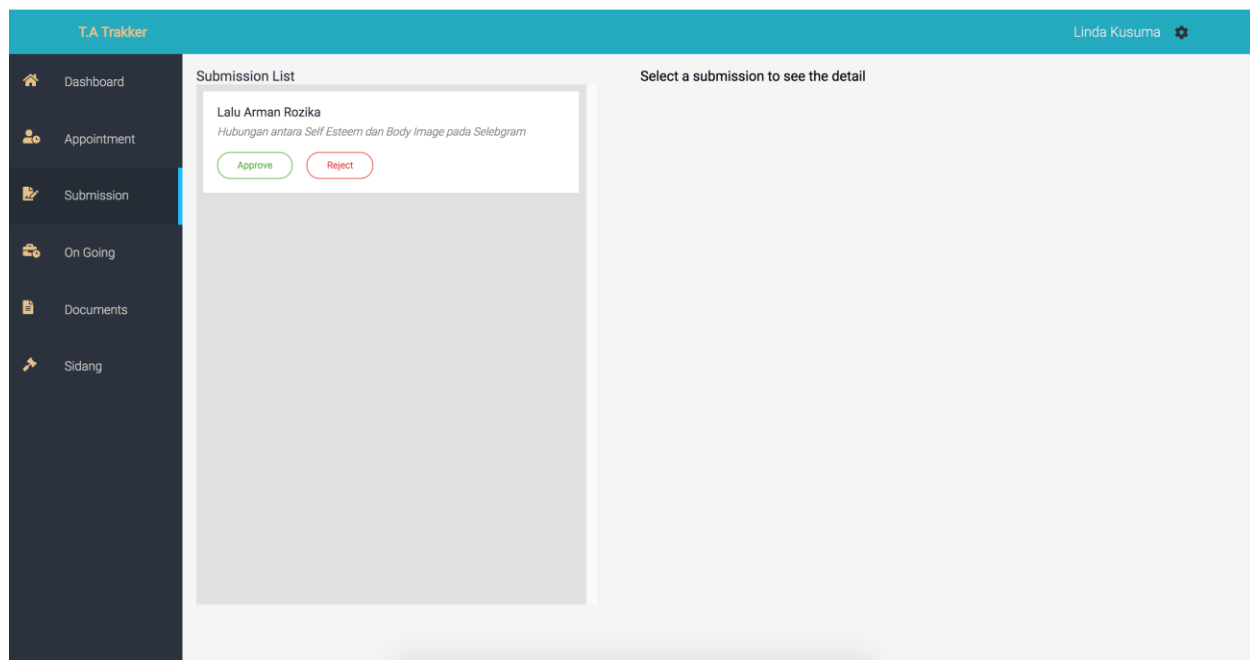 T.A Trakker
Linda Kusuma
Dashboard
Appointment
Submission
On Going
Documents
Sidang
Submission List
Lalu Arman Rozika
Hubungan antara Self Esteem dan Body Image pada Selebgram
Approve
Reject
Select a submission to see the detail